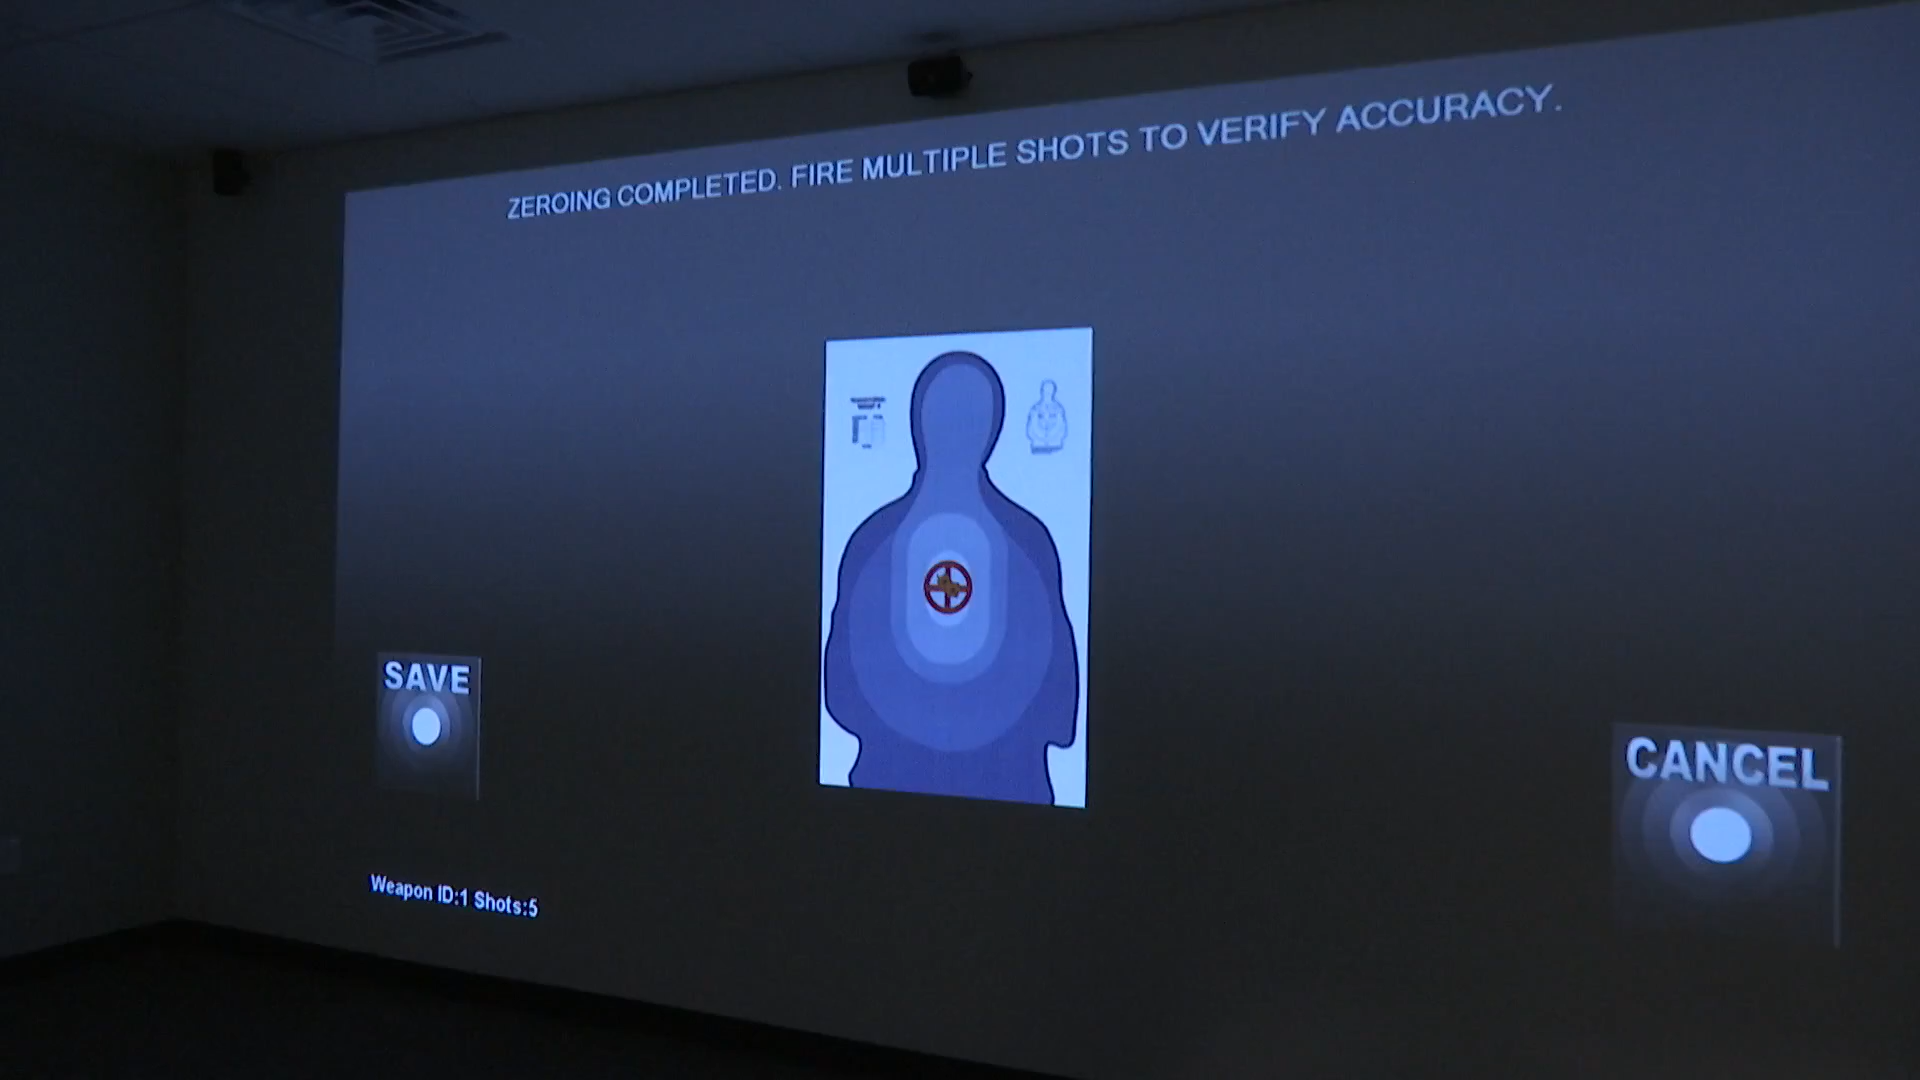 ZEROING COMPLETED. FIRE MULTIPLE SHOTS TO VERIFY ACCURACY.
SAVE
CANCEL
Weapon ID:1 Shots:5